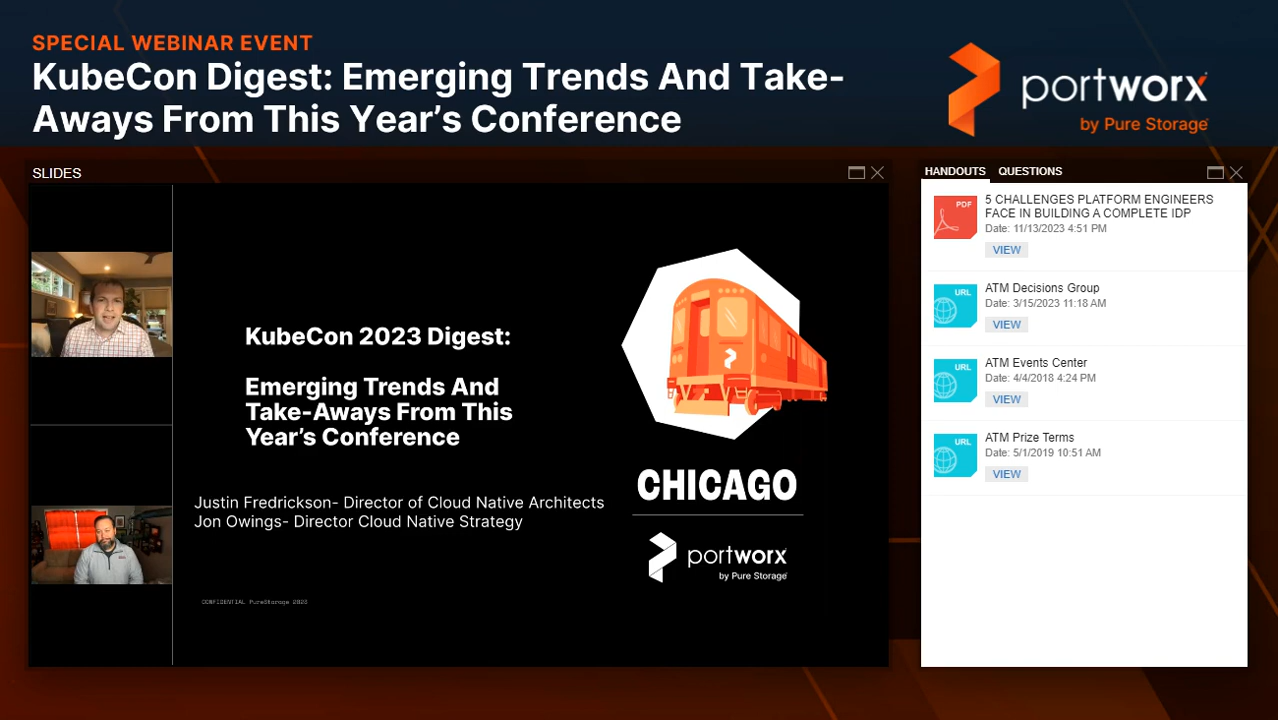 SPECIAL WEBINAR EVENT
KubeCon Digest: Emerging Trends And Take-
Aways From This Year’s Conference
portworx
by Pure Storage®
SLIDES
KubeCon 2023 Digest:
Emerging Trends And
Take-Aways From This
Year’s Conference
Justin Fredrickson- Director of Cloud Native Architects
Jon Owings- Director Cloud Native Strategy
CONFIDENTIAL PureStorage 2023
CHICAGO
portworx
by Pure Storage®
HANDOUTS QUESTIONS
PDF
5 CHALLENGES PLATFORM ENGINEERS
FACE IN BUILDING A COMPLETE IDP
Date: 11/13/2023 4:51 PM
VIEW
URL
ATM Decisions Group
Date: 3/15/2023 11:18 AM
VIEW
URL
ATM Events Center
Date: 4/4/2018 4:24 PM
VIEW
URL
ATM Prize Terms
Date: 5/1/2019 10:51 AM
VIEW